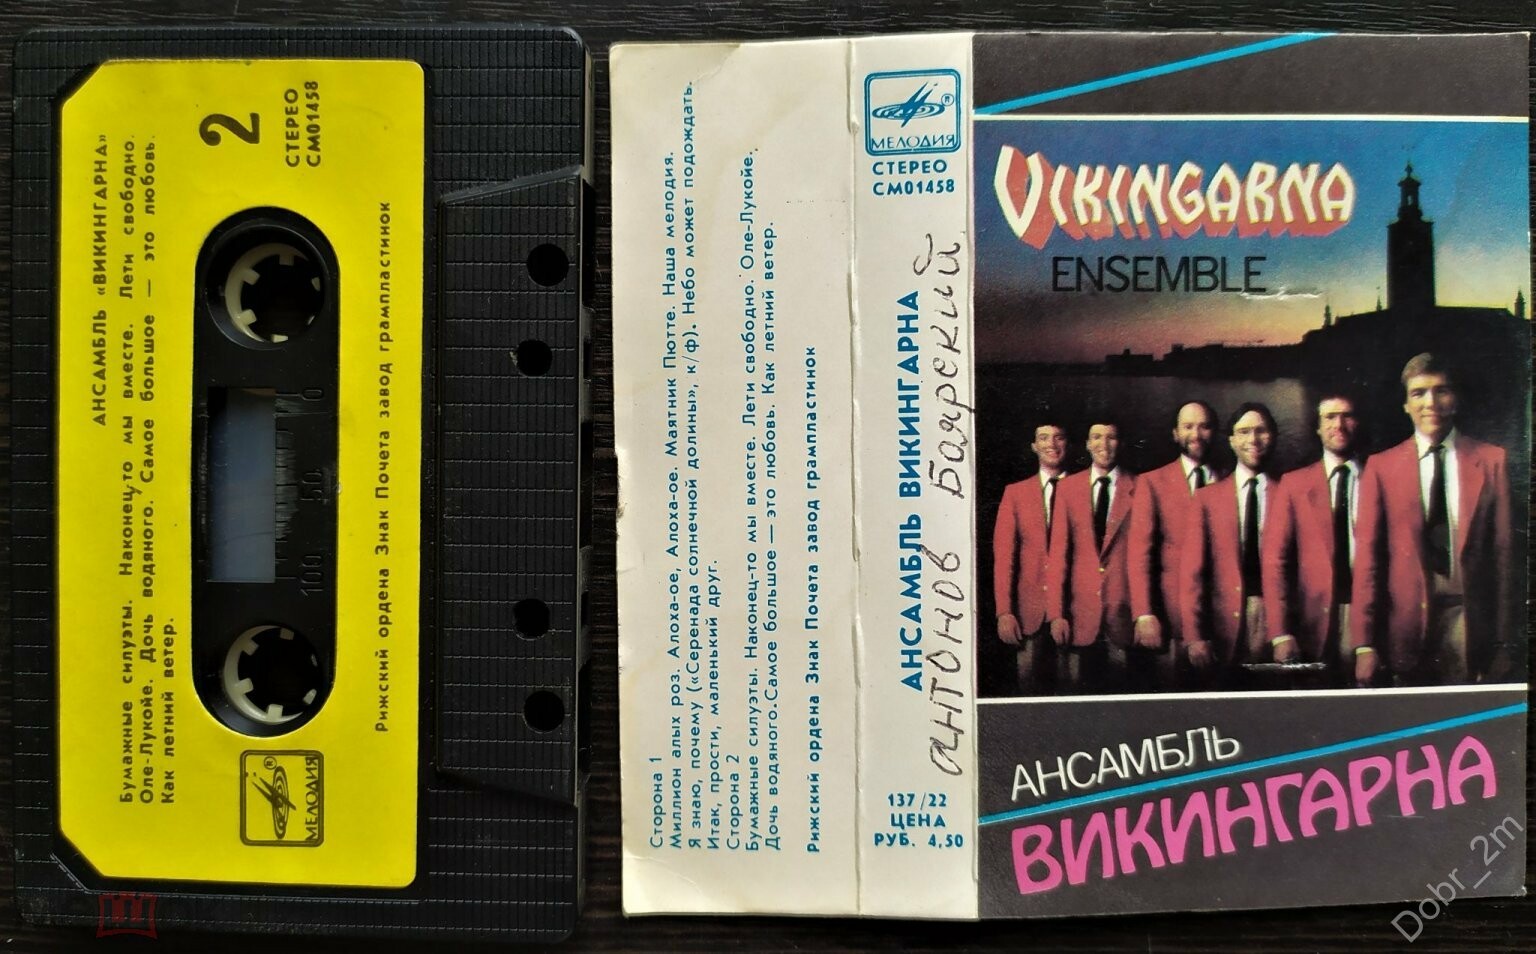 2
СТЕРЕО
СМ01458
АНСАМБЛЬ «ВИКИНГАРНА»
Бумажные силуэты. Наконец-то мы вместе. Лети свободно.
Оле-Лукойе. Дочь водяного. Самое большое — это любовь.
Как летний ветер.
Рижский ордена Знак Почета завод грампластинок
МЕЛОДИЯ
100 50 0
Сторона 1
Миллион алых роз. Алоха-ое, Алоха-ое. Маятник Пютте. Наша мелодия.
Я знаю, почему («Серенада солнечной долины», к/ф). Небо может подождать.
Итак, прости, маленький друг.
Сторона 2
Бумажные силуэты. Наконец-то мы вместе. Лети свободно. Оле-Лукойе.
Дочь водяного. Самое большое — это любовь. Как летний ветер.
Рижский ордена Знак Почета завод грампластинок
МЕЛОДИЯ
СТЕРЕО
СМ01458
АНСАМБЛЬ ВИКИНГАРНА
антонов Боярский
137/22
ЦЕНА
РУБ. 4,50
VIKINGARNA
ENSEMBLE
АНСАМБЛЬ
ВИКИНГАРНА
Dobr_2m